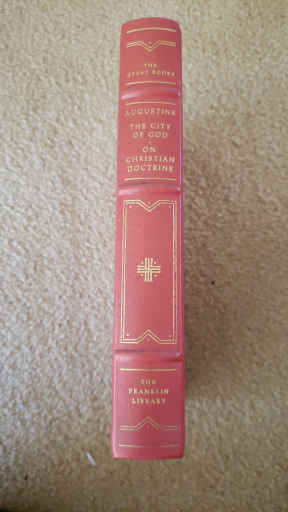 THE
GREAT BOOKS
AUGUSTINE
THE CITY
OF GOD
ON
CHRISTIAN
DOCTRINE
THE
FRANKLIN
LIBRARY